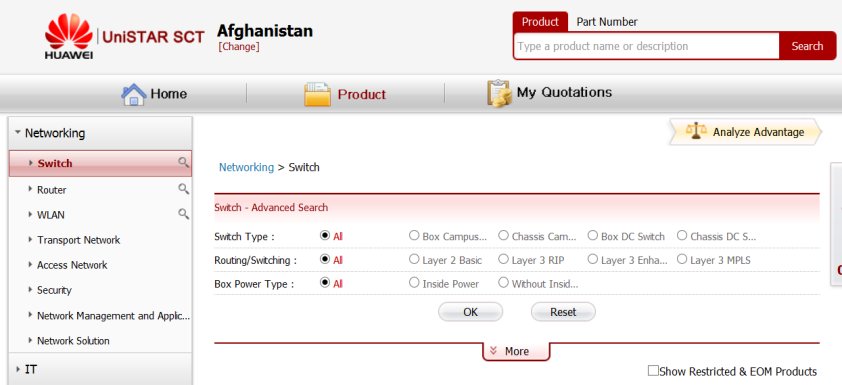 HUAWEI
UniSTAR SCT
Afghanistan
[Change]
Product Part Number
Type a product name or description Search
Home Product My Quotations
Networking
Switch
Router
WLAN
Transport Network
Access Network
Security
Network Management and Applic...
Network Solution
IT
Analyze Advantage
Networking > Switch
Switch - Advanced Search
Switch Type : All Box Campus... Chassis Cam... Box DC Switch Chassis DC S...
Routing/Switching : All Layer 2 Basic Layer 3 RIP Layer 3 Enha... Layer 3 MPLS
Box Power Type : All Inside Power Without Insid...
OK Reset
More
Show Restricted & EOM Products